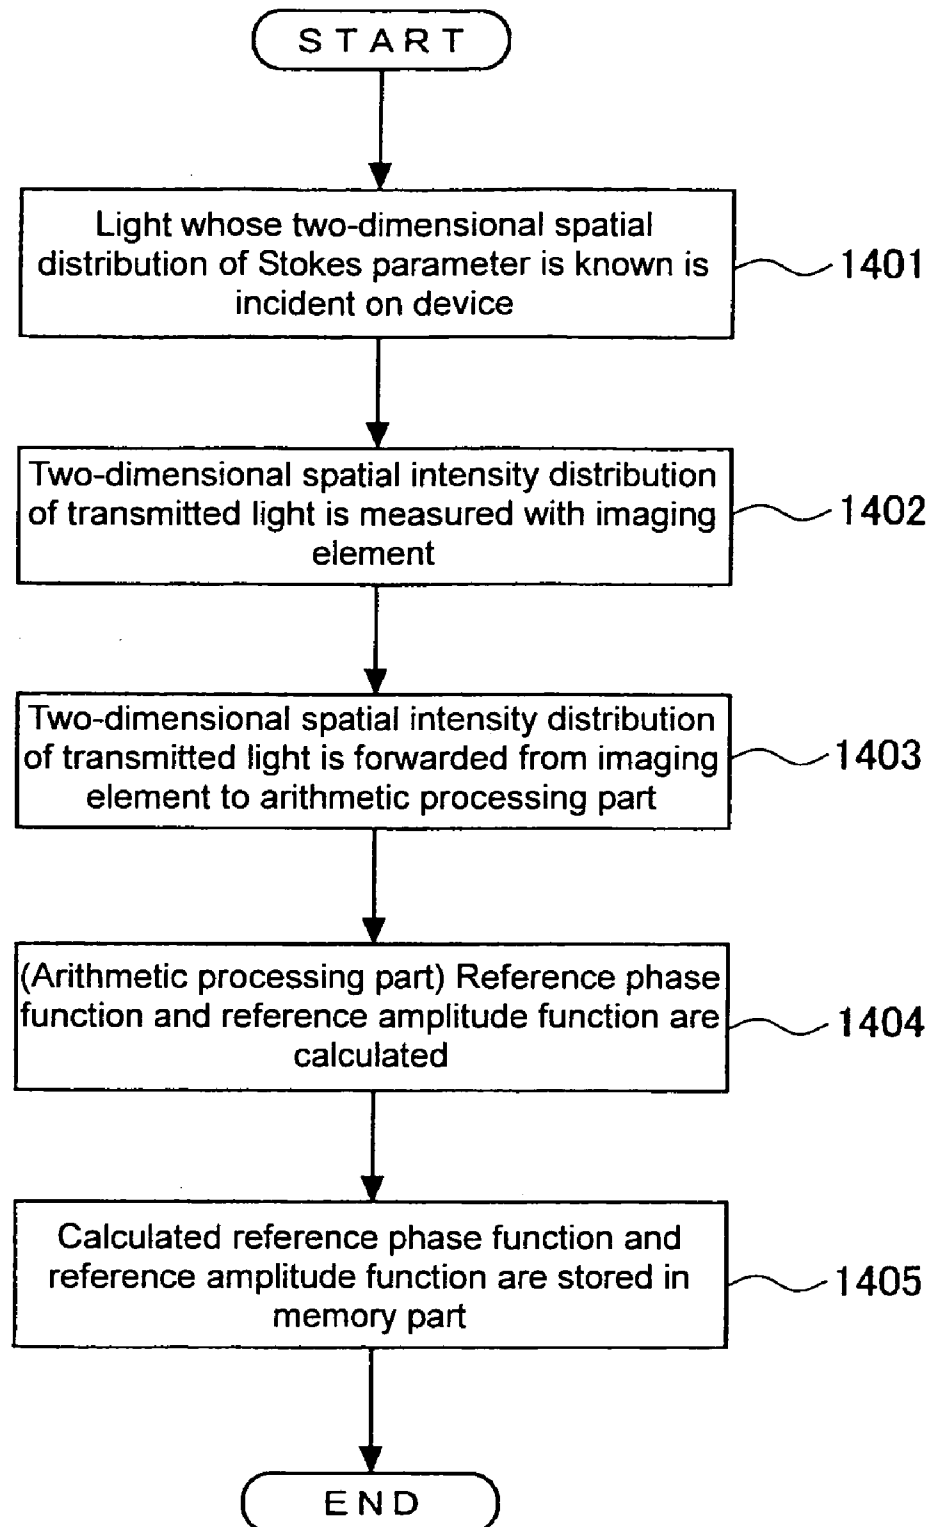 START
Light whose two-dimensional spatial
distribution of Stokes parameter is known is
incident on device
1401
Two-dimensional spatial intensity distribution
of transmitted light is measured with imaging
element
1402
Two-dimensional spatial intensity distribution
of transmitted light is forwarded from imaging
element to arithmetic processing part
1403
(Arithmetic processing part) Reference phase
function and reference amplitude function are
calculated
1404
Calculated reference phase function and
reference amplitude function are stored in
memory part
1405
END